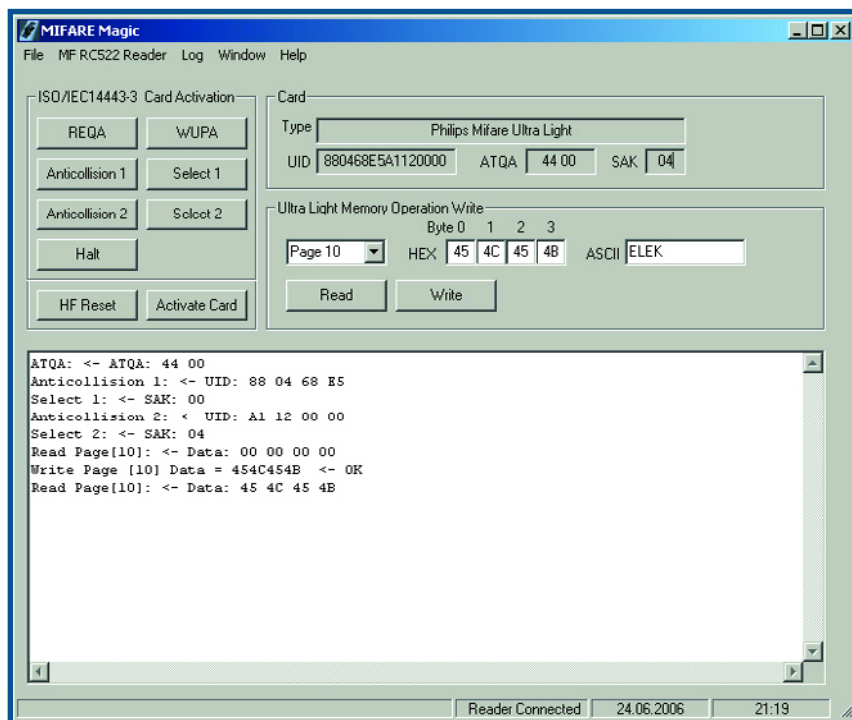 MIFARE Magic
File MF RC522 Reader Log Window Help
ISO/IEC14443-3 Card Activation
REQA WUPA
Anticollision 1 Select 1
Anticollision 2 Select 2
Halt
HF Reset Activate Card
Card
Type Philips Mifare Ultra Light
UID 880468E5A1120000 ATQA 44 00 SAK 04
Ultra Light Memory Operation Write
Byte 0 1 2 3
Page 10 HEX 45 4C 45 4B ASCII ELEK
Read Write
ATQA: <- ATQA: 44 00
Anticollision 1: <- UID: 88 04 68 E5
Select 1: <- SAK: 00
Anticollision 2: < UID: A1 12 00 00
Select 2: <- SAK: 04
Read Page[10]: <- Data: 00 00 00 00
Write Page [10] Data = 454C454B <- OK
Read Page[10]: <- Data: 45 4C 45 4B
Reader Connected 24.06.2006 21:19